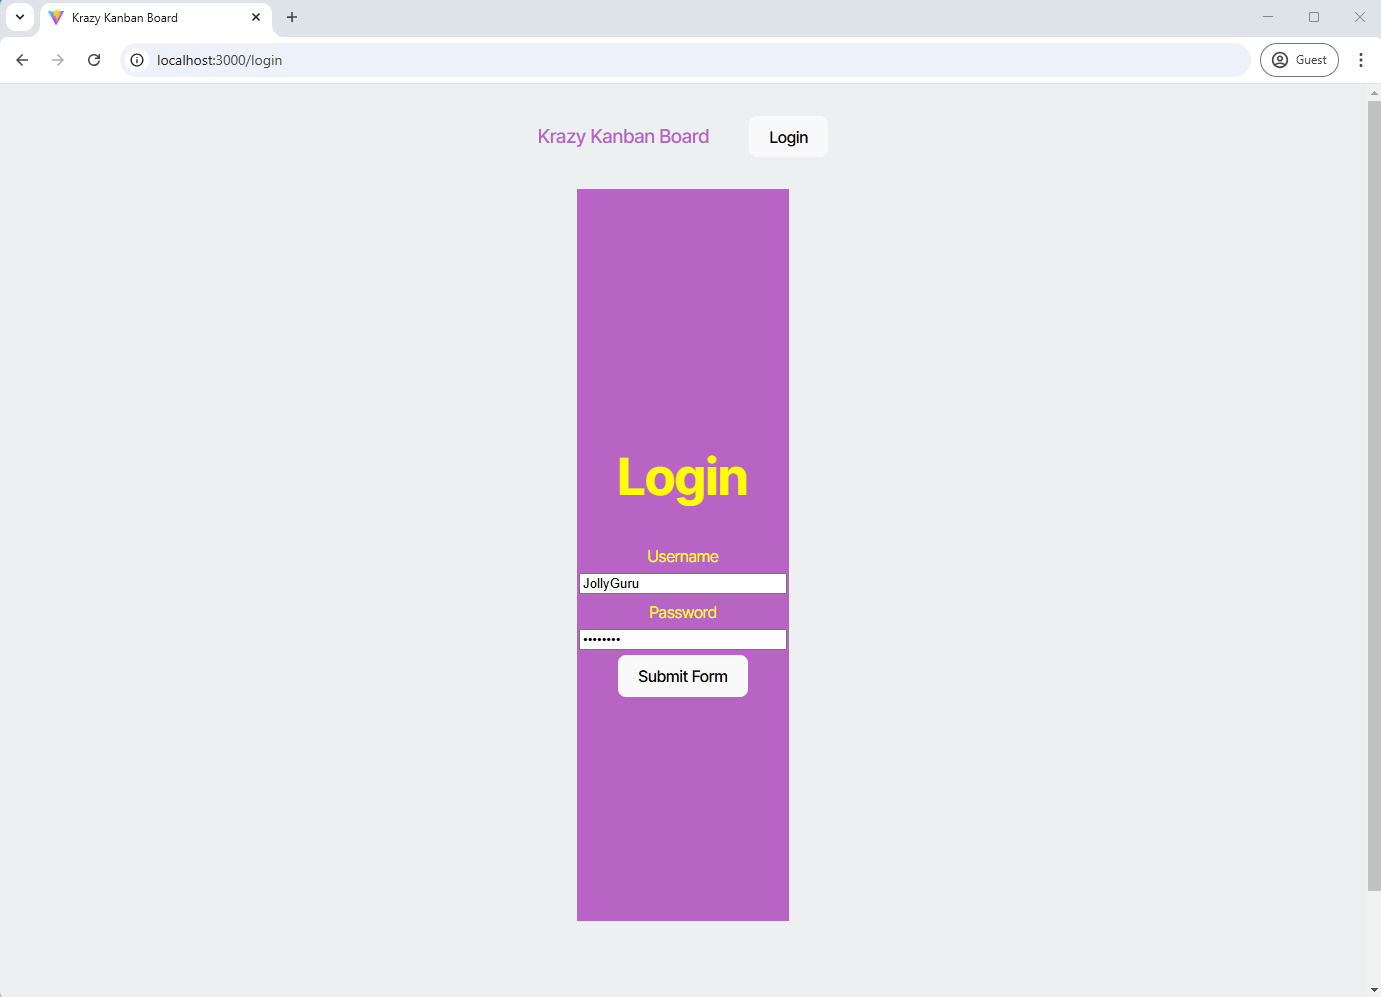 Krazy Kanban Board
localhost:3000/login
Guest
Krazy Kanban Board
Login
Login
Username
JollyGuru
Password
••••••••
Submit Form